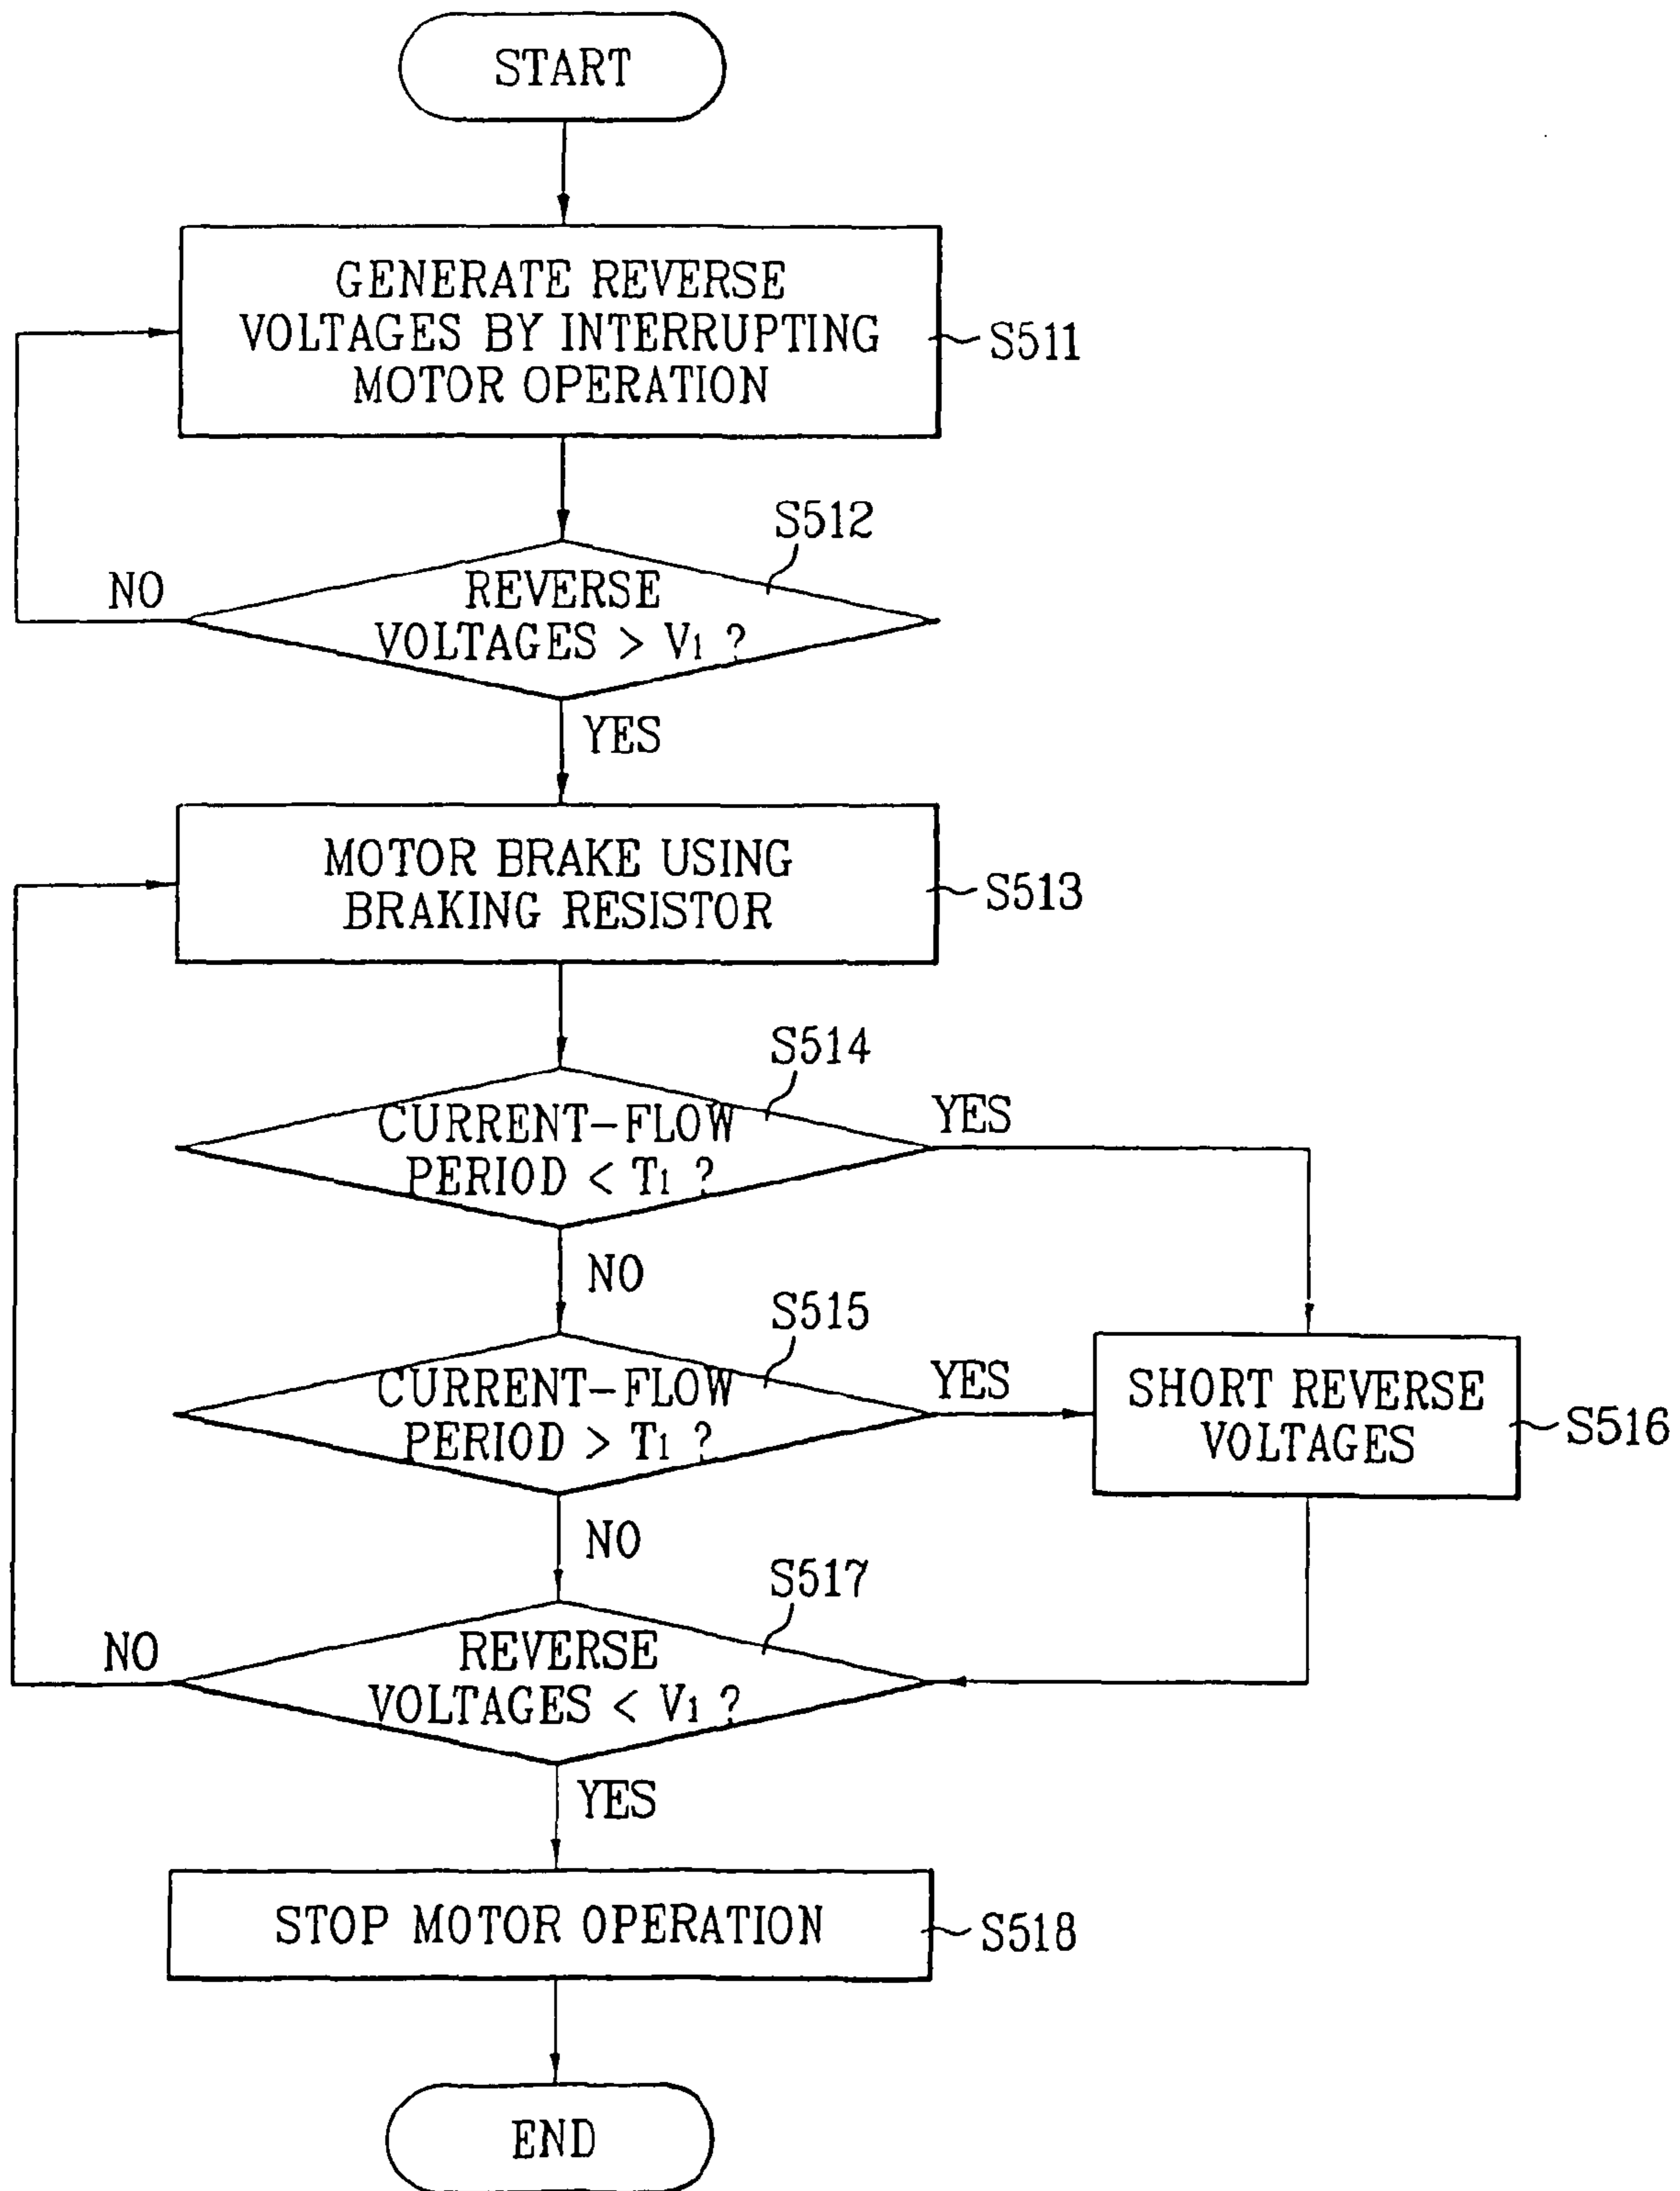 START
GENERATE REVERSE
VOLTAGES BY INTERRUPTING
MOTOR OPERATION
S511
S512
NO
REVERSE
VOLTAGES > V1 ?
YES
MOTOR BRAKE USING
BRAKING RESISTOR
S513
S514
CURRENT-FLOW
PERIOD < T1 ?
YES
NO
S515
CURRENT-FLOW
PERIOD > T1 ?
YES
SHORT REVERSE
VOLTAGES
S516
NO
S517
NO
REVERSE
VOLTAGES < V1 ?
YES
STOP MOTOR OPERATION
S518
END